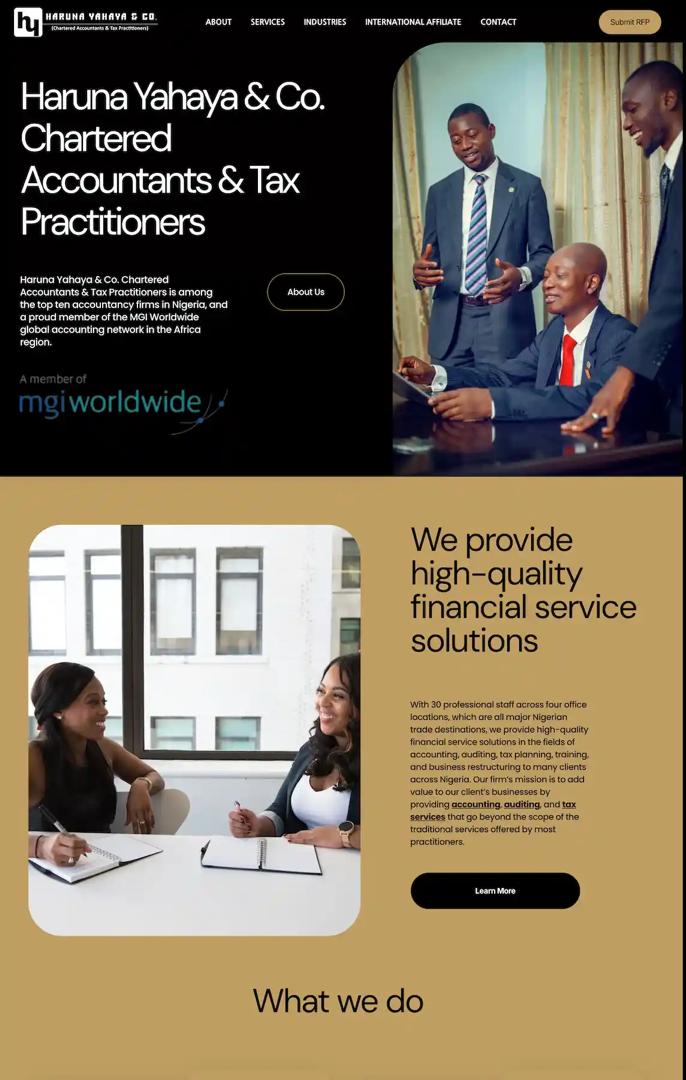 hy HARUNA YAHAYA & CO.
(Chartered Accountants & Tax Practitioners)
ABOUT SERVICES INDUSTRIES INTERNATIONAL AFFILIATE CONTACT
Submit RFP
Haruna Yahaya & Co.
Chartered
Accountants & Tax
Practitioners
Haruna Yahaya & Co. Chartered
Accountants & Tax Practitioners is among
the top ten accountancy firms in Nigeria, and
a proud member of the MGI Worldwide
global accounting network in the Africa
region.
About Us
A member of
mgiworldwide
We provide
high-quality
financial service
solutions
With 30 professional staff across four office
locations, which are all major Nigerian
trade destinations, we provide high-quality
financial service solutions in the fields of
accounting, auditing, tax planning, training,
and business restructuring to many clients
across Nigeria. Our firm's mission is to add
value to our client's businesses by
providing accounting, auditing, and tax
services that go beyond the scope of the
traditional services offered by most
practitioners.
Learn More
What we do